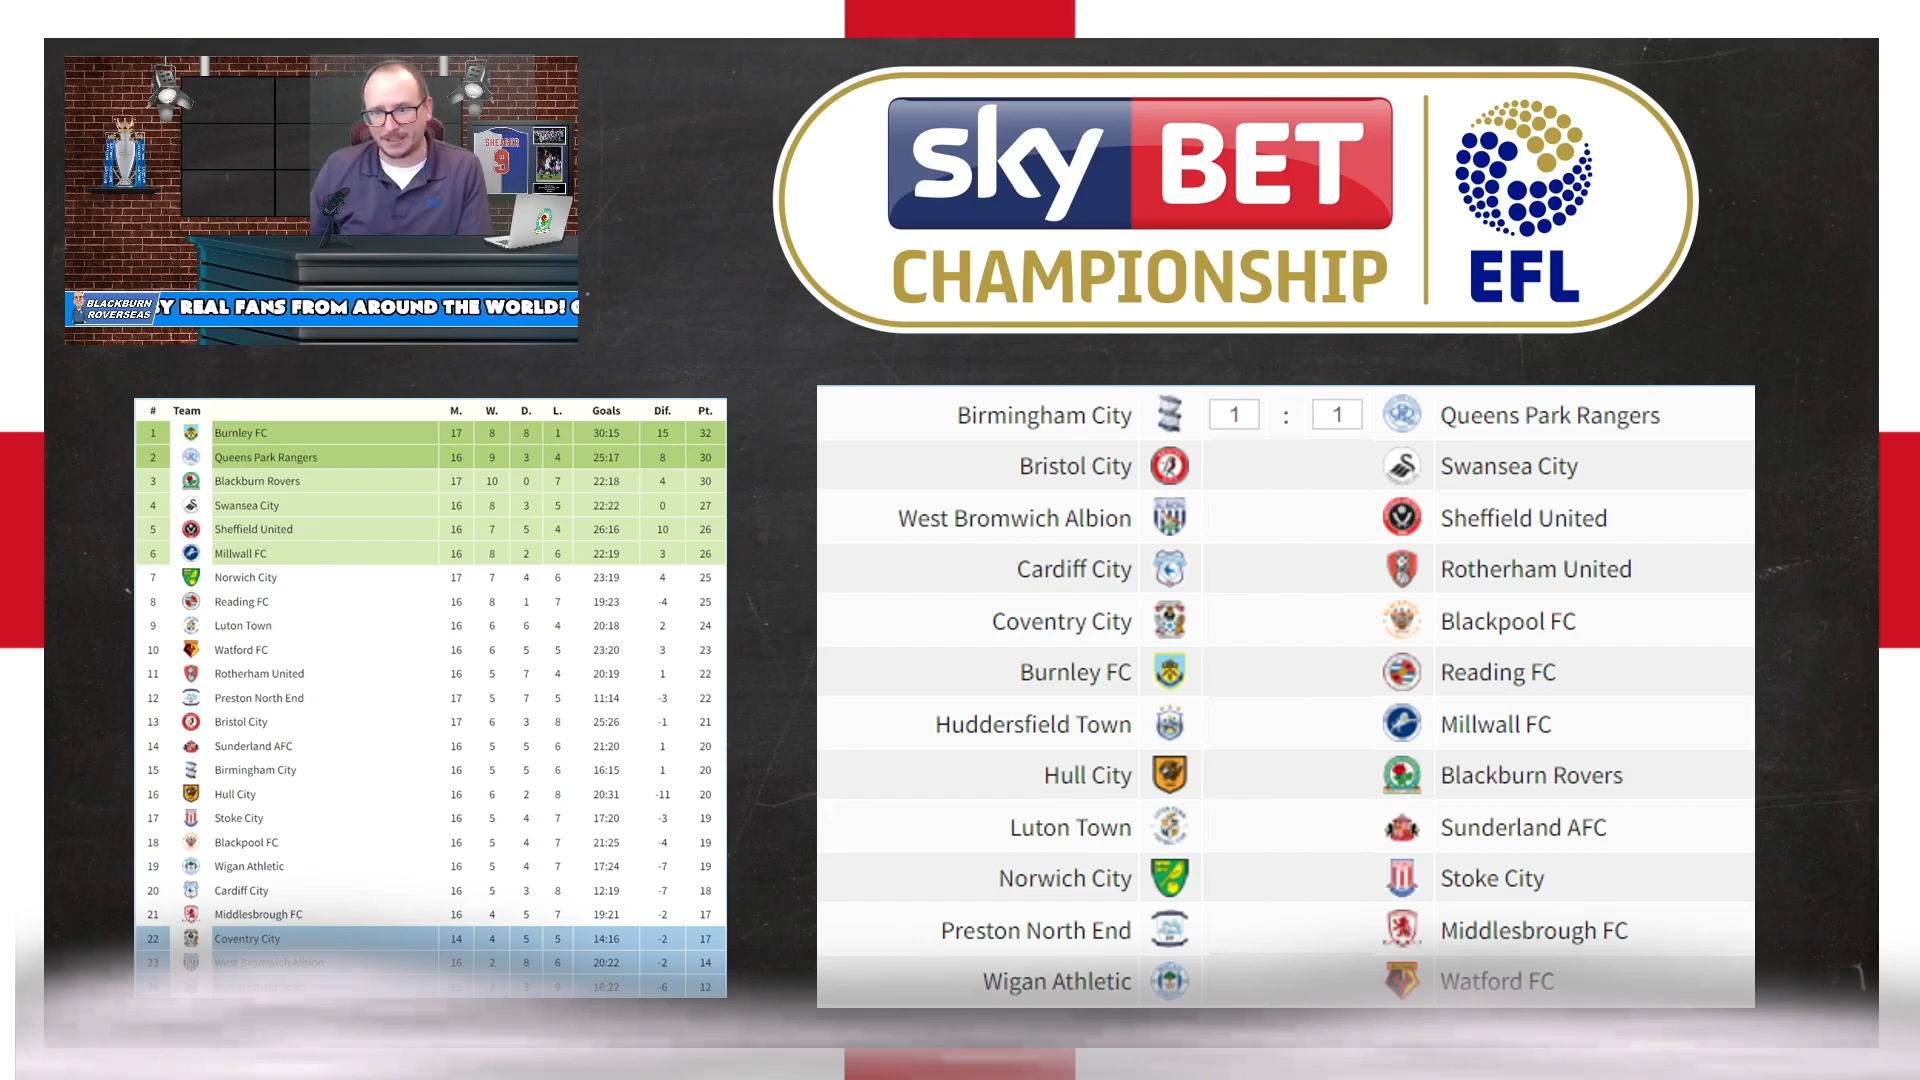 SHEARER
9
BLACKBURN
ROVERSEAS
BY REAL FANS FROM AROUND THE WORLD!
sky BET
CHAMPIONSHIP
EFL
# Team M. W. D. L. Goals Dif. Pt.
1 Burnley FC 17 8 8 1 30:15 15 32
2 Queens Park Rangers 16 9 3 4 25:17 8 30
3 Blackburn Rovers 17 10 0 7 22:18 4 30
4 Swansea City 16 8 3 5 22:22 0 27
5 Sheffield United 16 7 5 4 26:16 10 26
6 Millwall FC 16 8 2 6 22:19 3 26
7 Norwich City 17 7 4 6 23:19 4 25
8 Reading FC 16 8 1 7 19:23 -4 25
9 Luton Town 16 6 6 4 20:18 2 24
10 Watford FC 16 6 5 5 23:20 3 23
11 Rotherham United 16 5 7 4 20:19 1 22
12 Preston North End 17 5 7 5 11:14 -3 22
13 Bristol City 17 6 3 8 25:26 -1 21
14 Sunderland AFC 16 5 5 6 21:20 1 20
15 Birmingham City 16 5 5 6 16:15 1 20
16 Hull City 16 6 2 8 20:31 -11 20
17 Stoke City 16 5 4 7 17:20 -3 19
18 Blackpool FC 16 5 4 7 21:25 -4 19
19 Wigan Athletic 16 5 4 7 17:24 -7 19
20 Cardiff City 16 5 3 8 12:19 -7 18
21 Middlesbrough FC 16 4 5 7 19:21 -2 17
22 Coventry City 14 4 5 5 14:16 -2 17
23 West Bromwich Albion 16 2 8 6 20:22 -2 14
24 Huddersfield Town 15 3 3 9 16:22 -6 12
Birmingham City 1 : 1 Queens Park Rangers
Bristol City Swansea City
West Bromwich Albion Sheffield United
Cardiff City Rotherham United
Coventry City Blackpool FC
Burnley FC Reading FC
Huddersfield Town Millwall FC
Hull City Blackburn Rovers
Luton Town Sunderland AFC
Norwich City Stoke City
Preston North End Middlesbrough FC
Wigan Athletic Watford FC